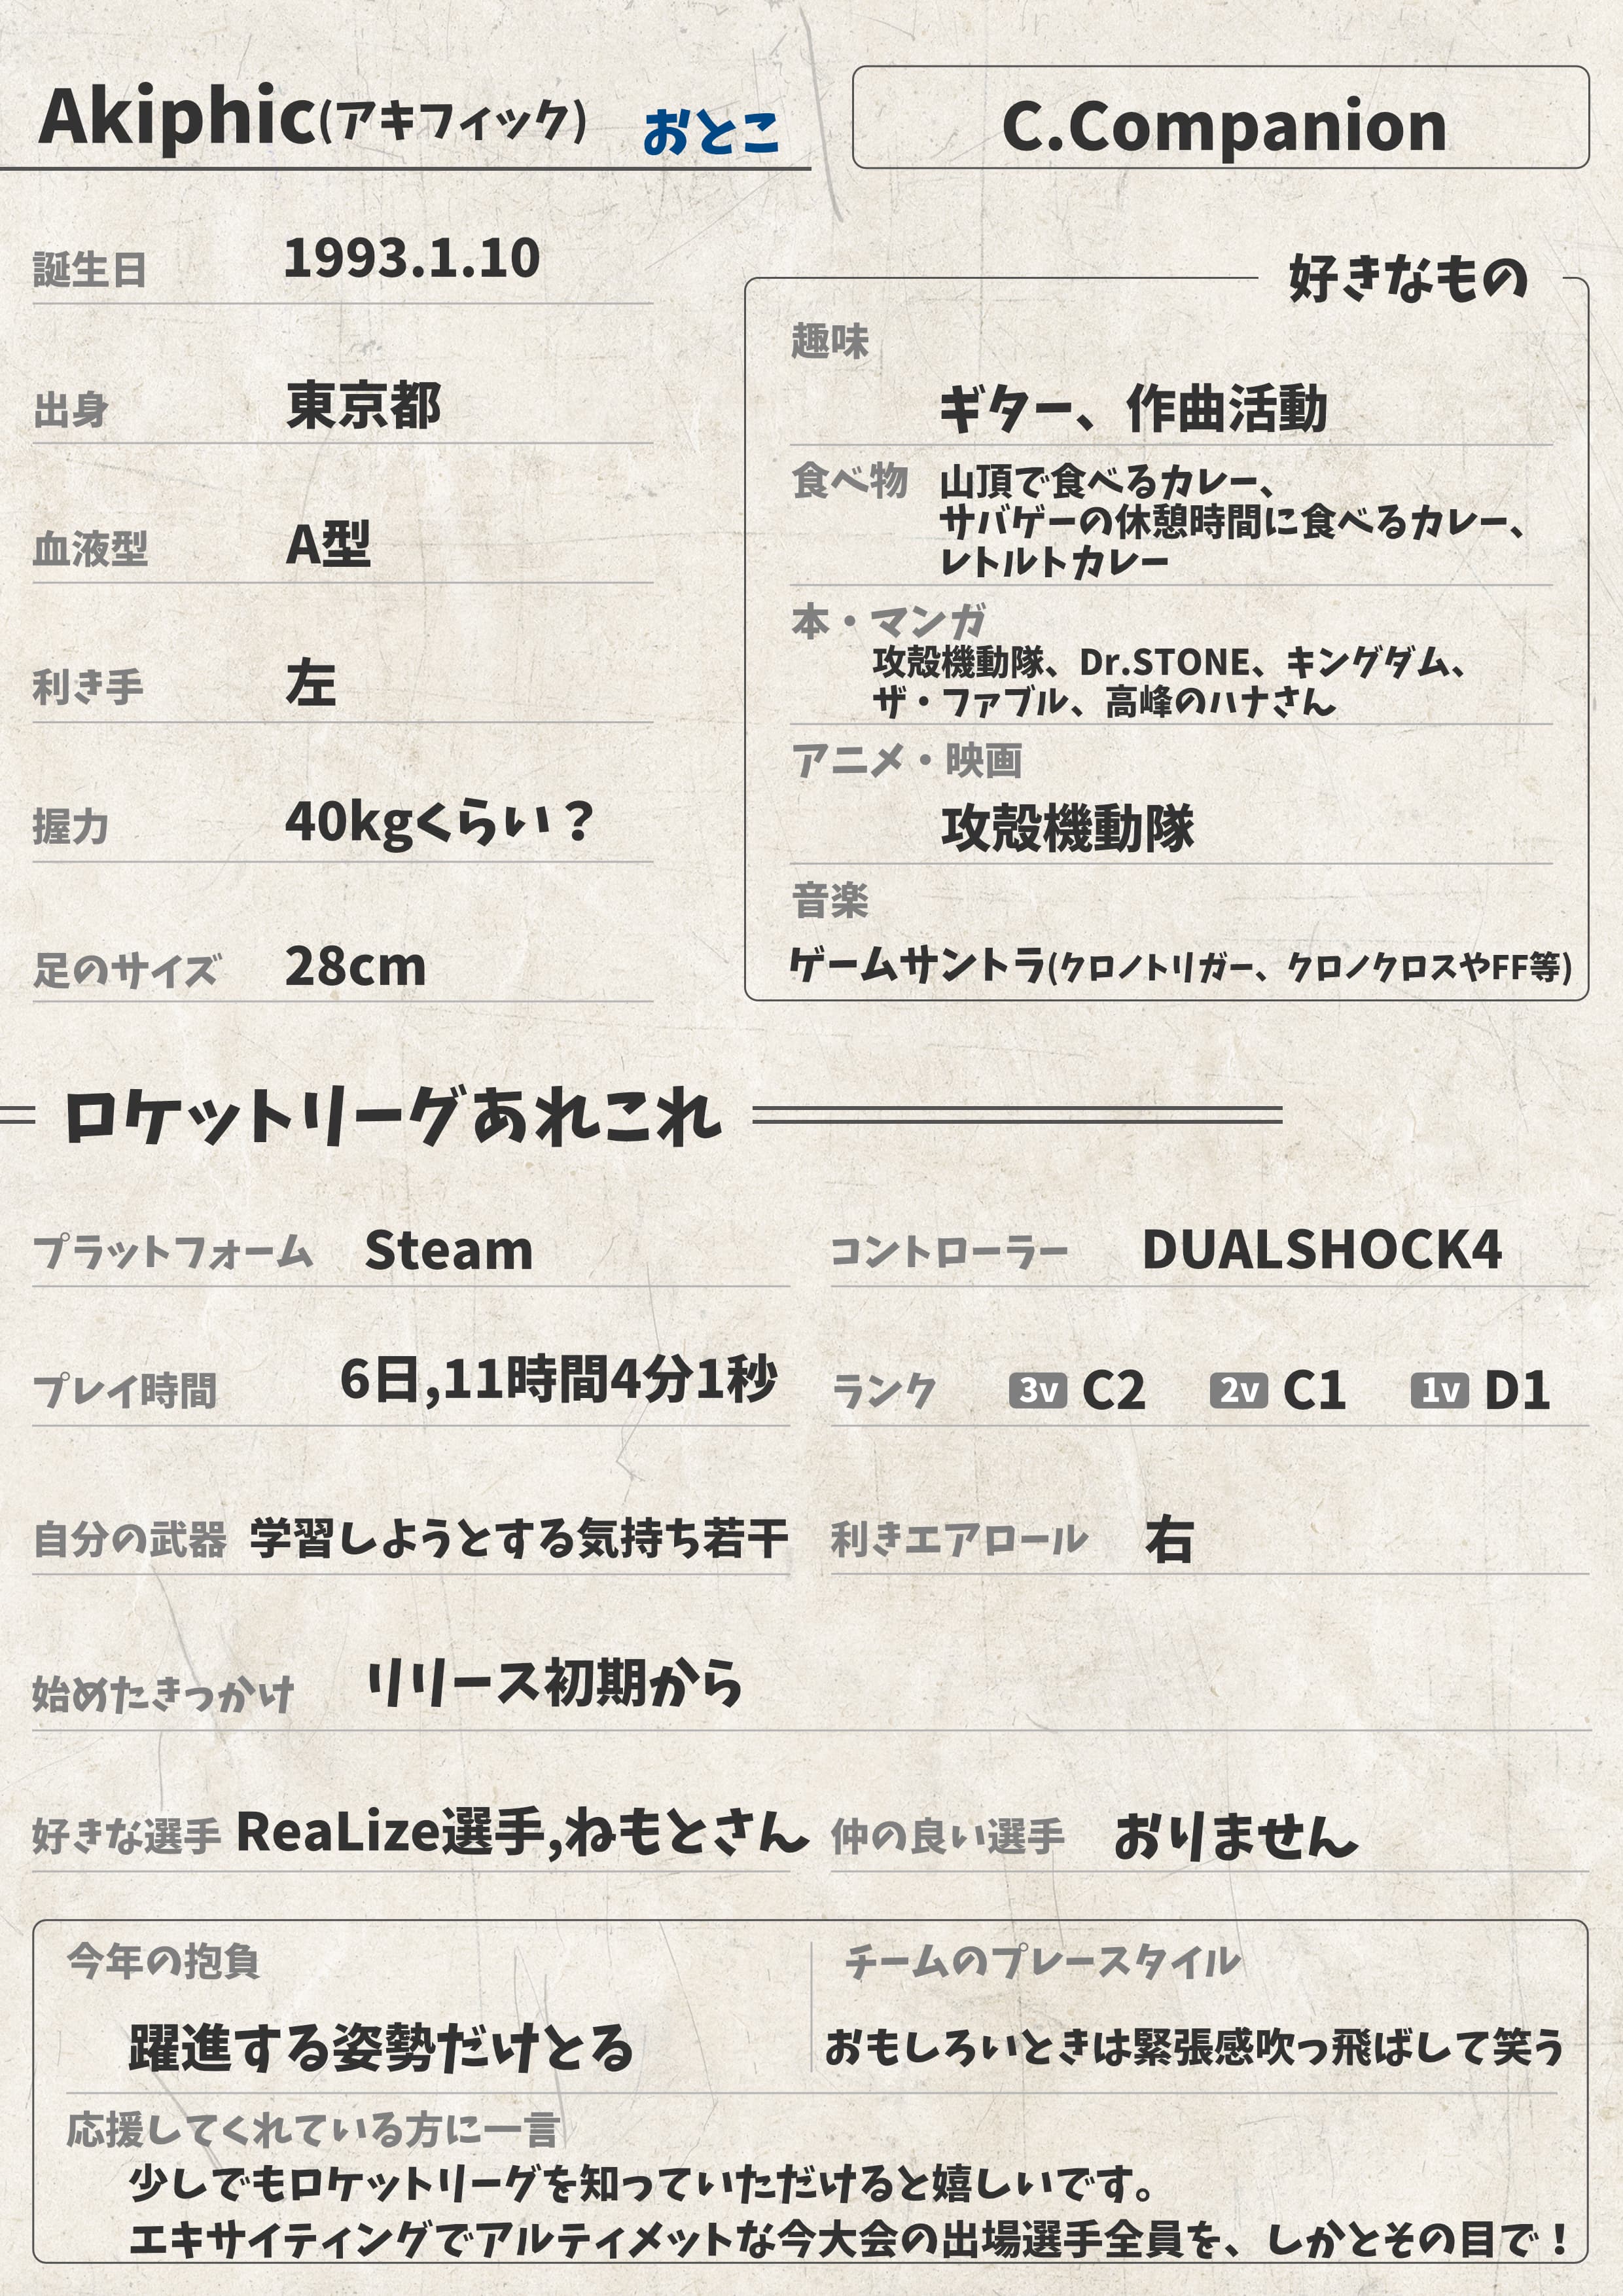 Akiphic(アキフィック) おとこ
C.Companion
誕生日 1993.1.10
出身 東京都
血液型 A型
利き手 左
握力 40kgくらい？
足のサイズ 28cm
好きなもの
趣味
ギター、作曲活動
食べ物 山頂で食べるカレー、
サバゲーの休憩時間に食べるカレー、
レトルトカレー
本・マンガ
攻殻機動隊、Dr.STONE、キングダム、
ザ・ファブル、高峰のハナさん
アニメ・映画
攻殻機動隊
音楽
ゲームサントラ(クロノトリガー、クロノクロスやFF等)
ロケットリーグあれこれ
プラットフォーム Steam
コントローラー DUALSHOCK4
プレイ時間 6日,11時間4分1秒
ランク 3v C2 2v C1 1v D1
自分の武器 学習しようとする気持ち若干
利きエアロール 右
始めたきっかけ リリース初期から
好きな選手 ReaLize選手,ねもとさん
仲の良い選手 おりません
今年の抱負
躍進する姿勢だけとる
チームのプレースタイル
おもしろいときは緊張感吹っ飛ばして笑う
応援してくれている方に一言
少しでもロケットリーグを知っていただけると嬉しいです。
エキサイティングでアルティメットな今大会の出場選手全員を、しかとその目で！